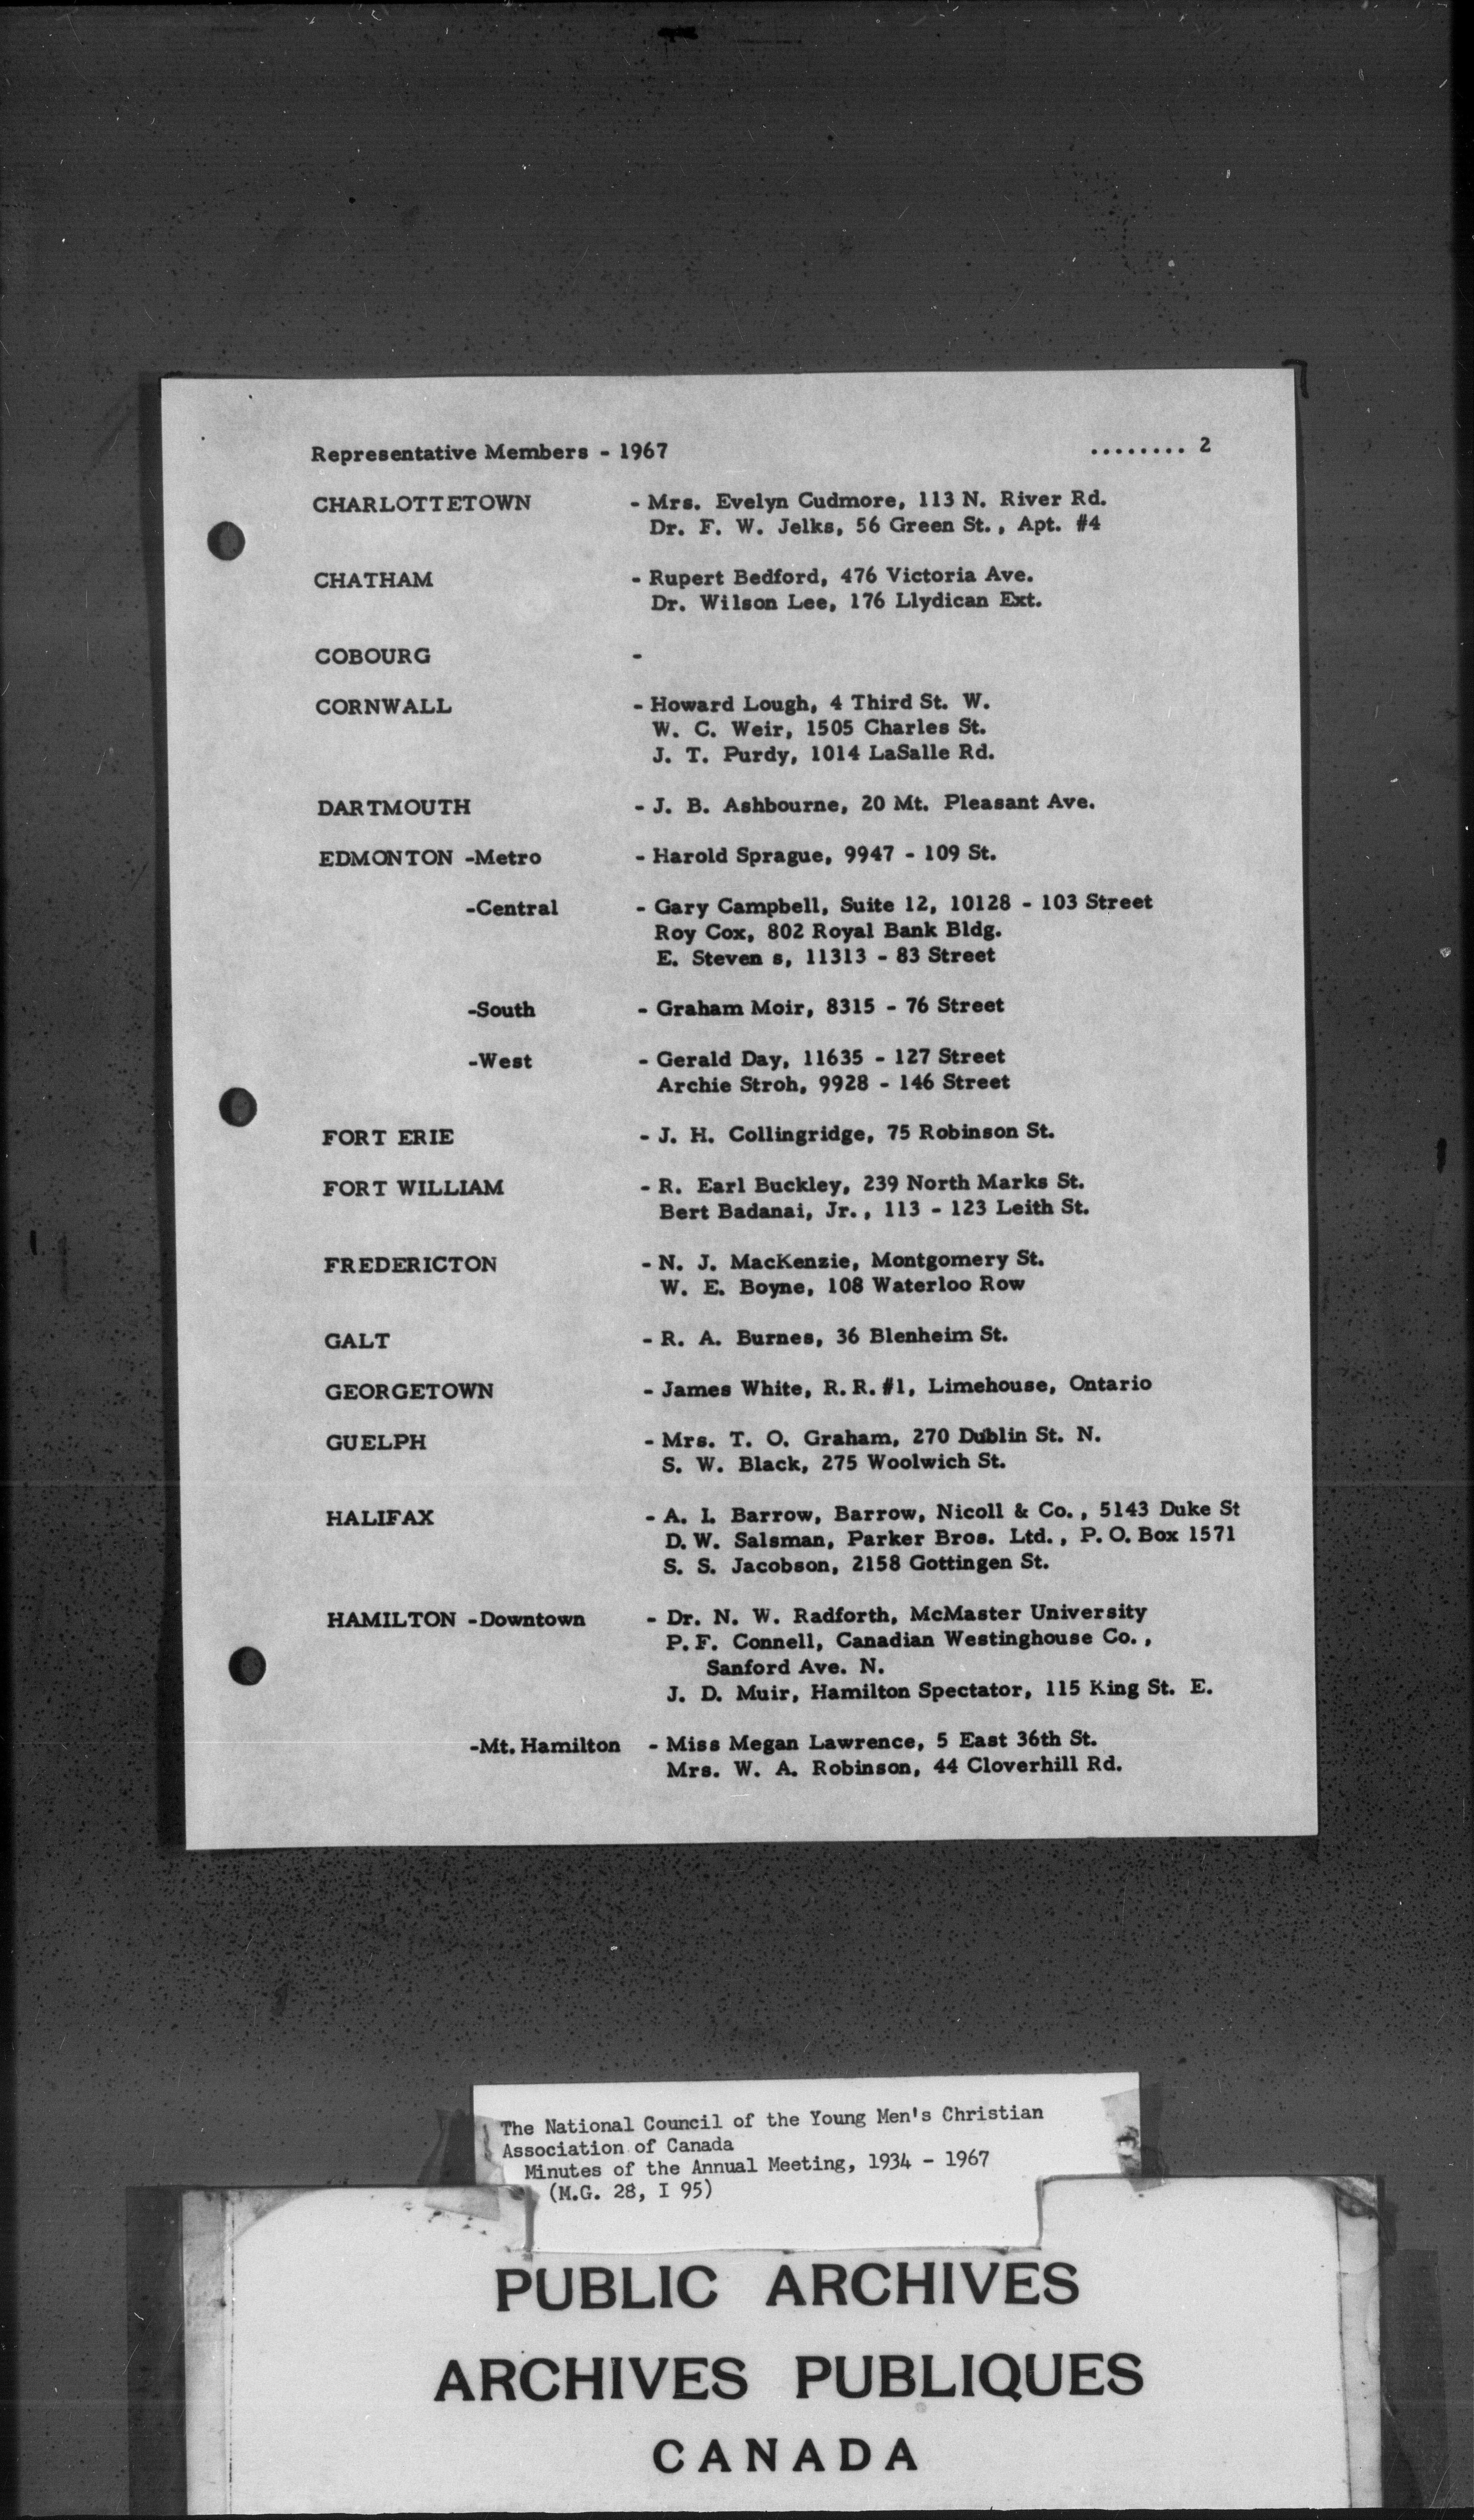 Representative Members - 1967 ........ 2
CHARLOTTETOWN - Mrs. Evelyn Cudmore, 113 N. River Rd.
Dr. F. W. Jelks, 56 Green St., Apt. #4
CHATHAM - Rupert Bedford, 476 Victoria Ave.
Dr. Wilson Lee, 176 Llydican Ext.
COBOURG -
CORNWALL - Howard Lough, 4 Third St. W.
W. C. Weir, 1505 Charles St.
J. T. Purdy, 1014 LaSalle Rd.
DARTMOUTH - J. B. Ashbourne, 20 Mt. Pleasant Ave.
EDMONTON -Metro - Harold Sprague, 9947 - 109 St.
-Central - Gary Campbell, Suite 12, 10128 - 103 Street
Roy Cox, 802 Royal Bank Bldg.
E. Steven s, 11313 - 83 Street
-South - Graham Moir, 8315 - 76 Street
-West - Gerald Day, 11635 - 127 Street
Archie Stroh, 9928 - 146 Street
FORT ERIE - J. H. Collingridge, 75 Robinson St.
FORT WILLIAM - R. Earl Buckley, 239 North Marks St.
Bert Badanai, Jr., 113 - 123 Leith St.
FREDERICTON - N. J. MacKenzie, Montgomery St.
W. E. Boyne, 108 Waterloo Row
GALT - R. A. Burnes, 36 Blenheim St.
GEORGETOWN - James White, R.R.#1, Limehouse, Ontario
GUELPH - Mrs. T. O. Graham, 270 Dublin St. N.
S. W. Black, 275 Woolwich St.
HALIFAX - A. I. Barrow, Barrow, Nicoll & Co., 5143 Duke St
D.W. Salsman, Parker Bros. Ltd., P.O. Box 1571
S. S. Jacobson, 2158 Gottingen St.
HAMILTON -Downtown - Dr. N. W. Radforth, McMaster University
P.F. Connell, Canadian Westinghouse Co.,
Sanford Ave. N.
J. D. Muir, Hamilton Spectator, 115 King St. E.
-Mt. Hamilton - Miss Megan Lawrence, 5 East 36th St.
Mrs. W. A. Robinson, 44 Cloverhill Rd.
The National Council of the Young Men's Christian
Association of Canada
Minutes of the Annual Meeting, 1934 - 1967
(M.G. 28, I 95)
PUBLIC ARCHIVES
ARCHIVES PUBLIQUES
CANADA